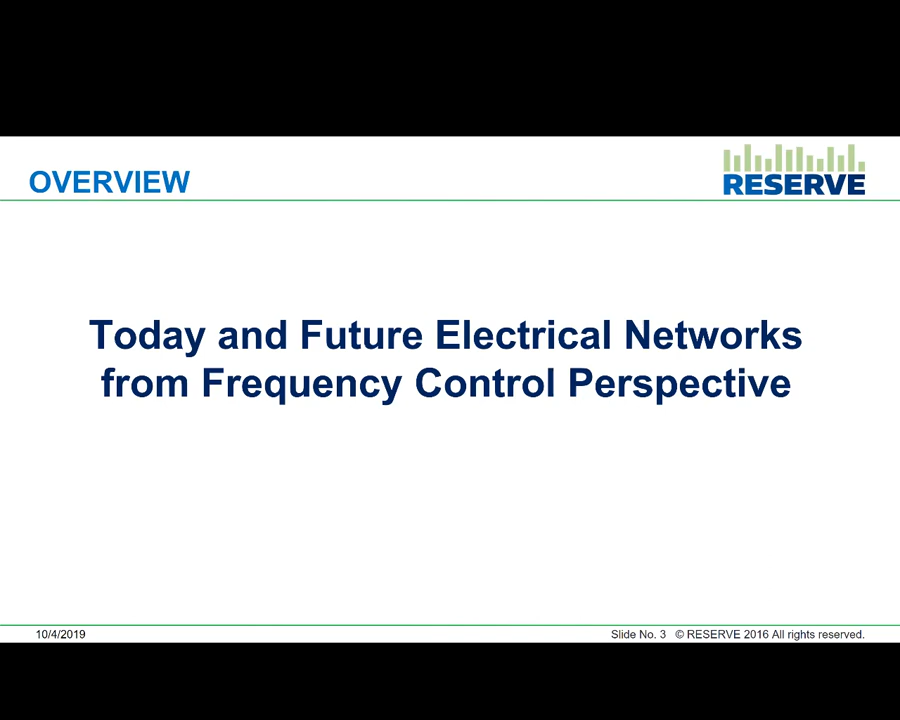 OVERVIEW
RESERVE
Today and Future Electrical Networks
from Frequency Control Perspective
10/4/2019
Slide No. 3 © RESERVE 2016 All rights reserved.